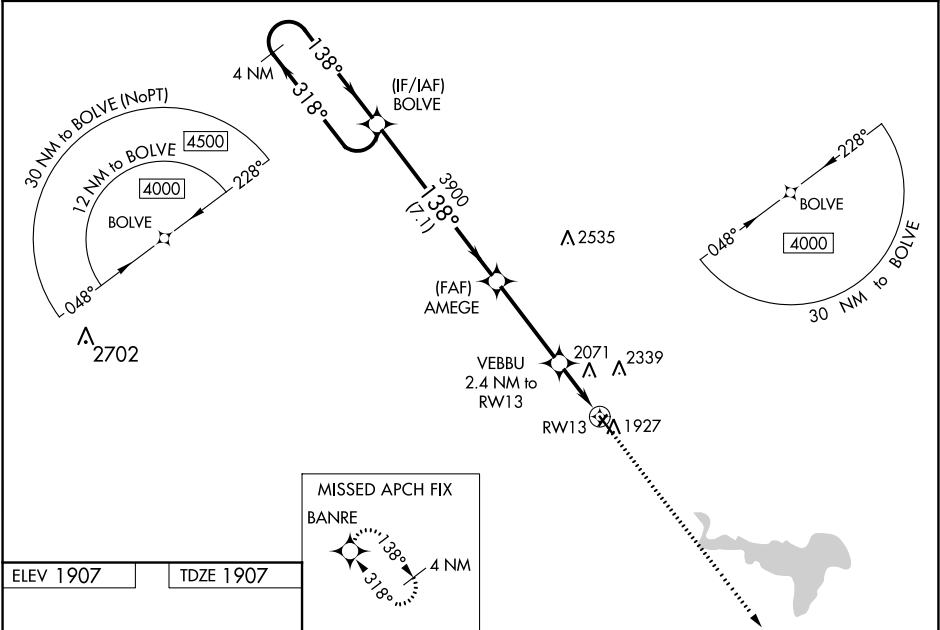 138°
4 NM
318°
(IF/IAF)
BOLVE
30 NM to BOLVE (NoPT)
4500
12 NM to BOLVE
4000
228°
BOLVE
048°
2702
3900
138°
(7.1)
2535
228°
BOLVE
048°
4000
30 NM to BOLVE
(FAF)
AMEGE
VEBBU
2.4 NM to
RW13
2071
2339
RW13
1927
MISSED APCH FIX
BANRE
138°
4 NM
318°
ELEV 1907
TDZE 1907